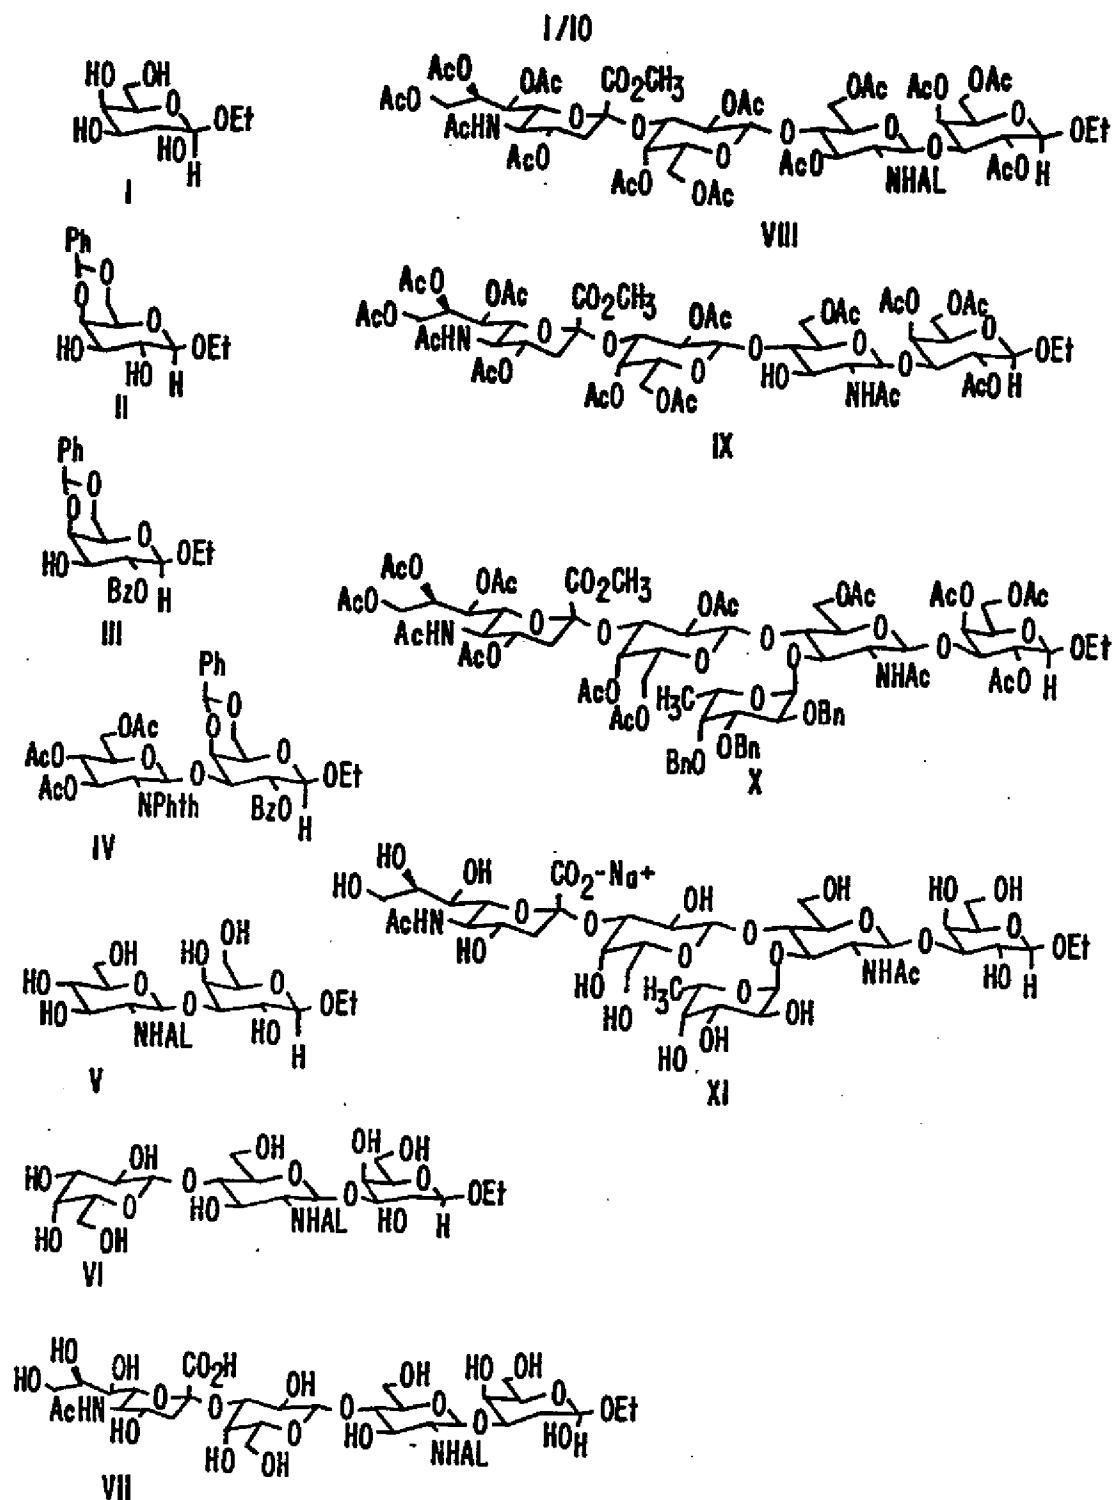 1/10
HO OH
O
HO OEt
HO
H
I
Ph
O
O
O
HO OEt
HO H
II
Ph
O
O
O
HO OEt
BzO H
III
Ph
O
O
OAc
AcO O O
AcO O OEt
NPhth BzO
H
IV
OH
OH HO
HO O O
HO O OEt
NHAL HO
H
V
OH OH OH OH
HO O O O OEt
O HO O
HO OH NHAL HO H
VI
HO OH CO2H OH OH HO OH
HO O O O O O OEt
AcHN O O
HO HO OH HO NHAL HO H
VII
AcO OAc CO2CH3 OAc OAc AcO OAc
AcO O O O O O OEt
AcHN O O
AcO AcO OAc AcO NHAL AcO H
VIII
AcO OAc CO2CH3 OAc OAc AcO OAc
AcO O O O O O OEt
AcHN O O
AcO AcO OAc HO NHAc AcO H
IX
AcO OAc CO2CH3 OAc OAc AcO OAc
AcO O O O O O OEt
AcHN O O O
AcO AcO H3C O NHAc AcO H
AcO OBn
BnO OBn
X
HO OH CO2-Na+ OH OH HO OH
HO O O O O O OEt
AcHN O O O
HO HO H3C O NHAc HO H
HO OH
HO OH
XI